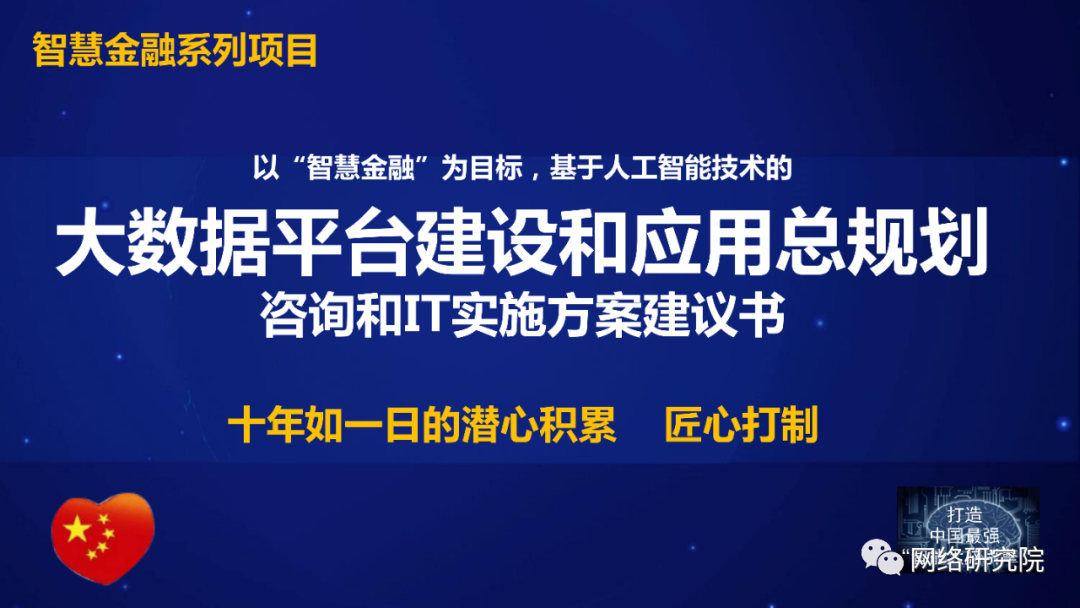 智慧金融系列项目
以“智慧金融”为目标，基于人工智能技术的
大数据平台建设和应用总规划
咨询和IT实施方案建议书
十年如一日的潜心积累 匠心打制
打造
中国最强
网络研究院